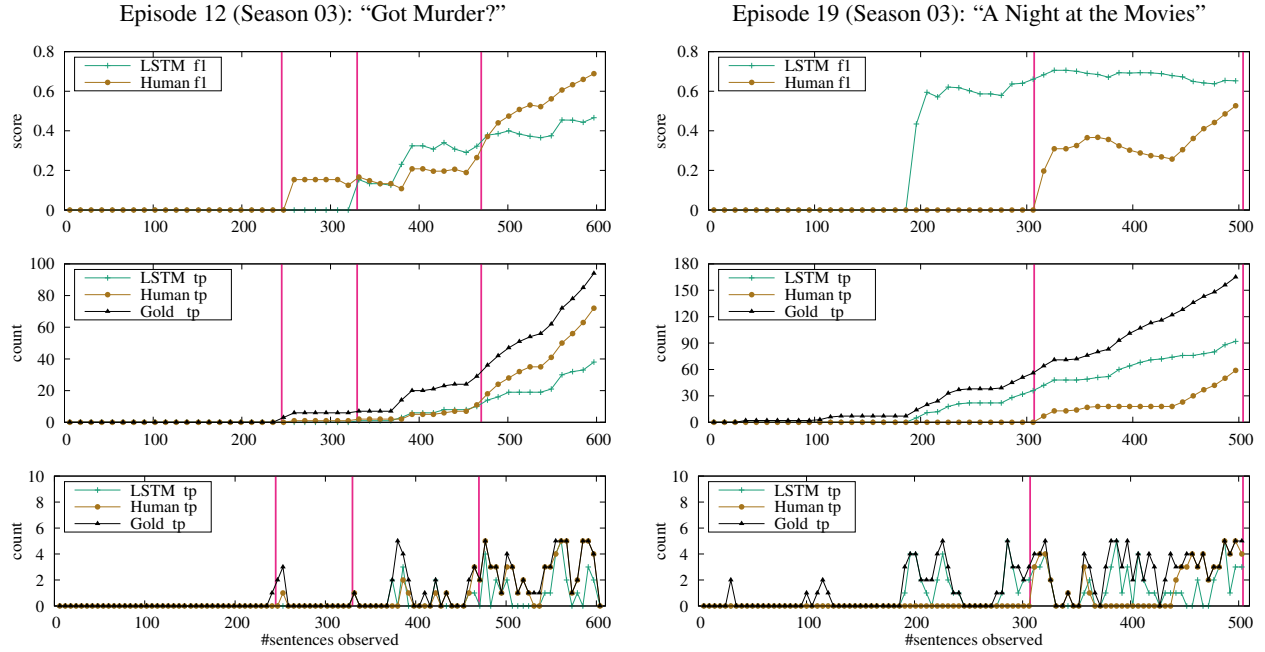 Episode 12 (Season 03): “Got Murder?”
0.8
0.6
0.4
0.2
0
score
LSTM f1
Human f1
0 100 200 300 400 500 600
100
80
60
40
20
0
count
LSTM tp
Human tp
Gold tp
0 100 200 300 400 500 600
10
8
6
4
2
0
count
LSTM tp
Human tp
Gold tp
0 100 200 300 400 500 600
#sentences observed
Episode 19 (Season 03): “A Night at the Movies”
0.8
0.6
0.4
0.2
0
score
LSTM f1
Human f1
0 100 200 300 400 500
180
150
120
90
60
30
0
count
LSTM tp
Human tp
Gold tp
0 100 200 300 400 500
10
8
6
4
2
0
count
LSTM tp
Human tp
Gold tp
0 100 200 300 400 500
#sentences observed